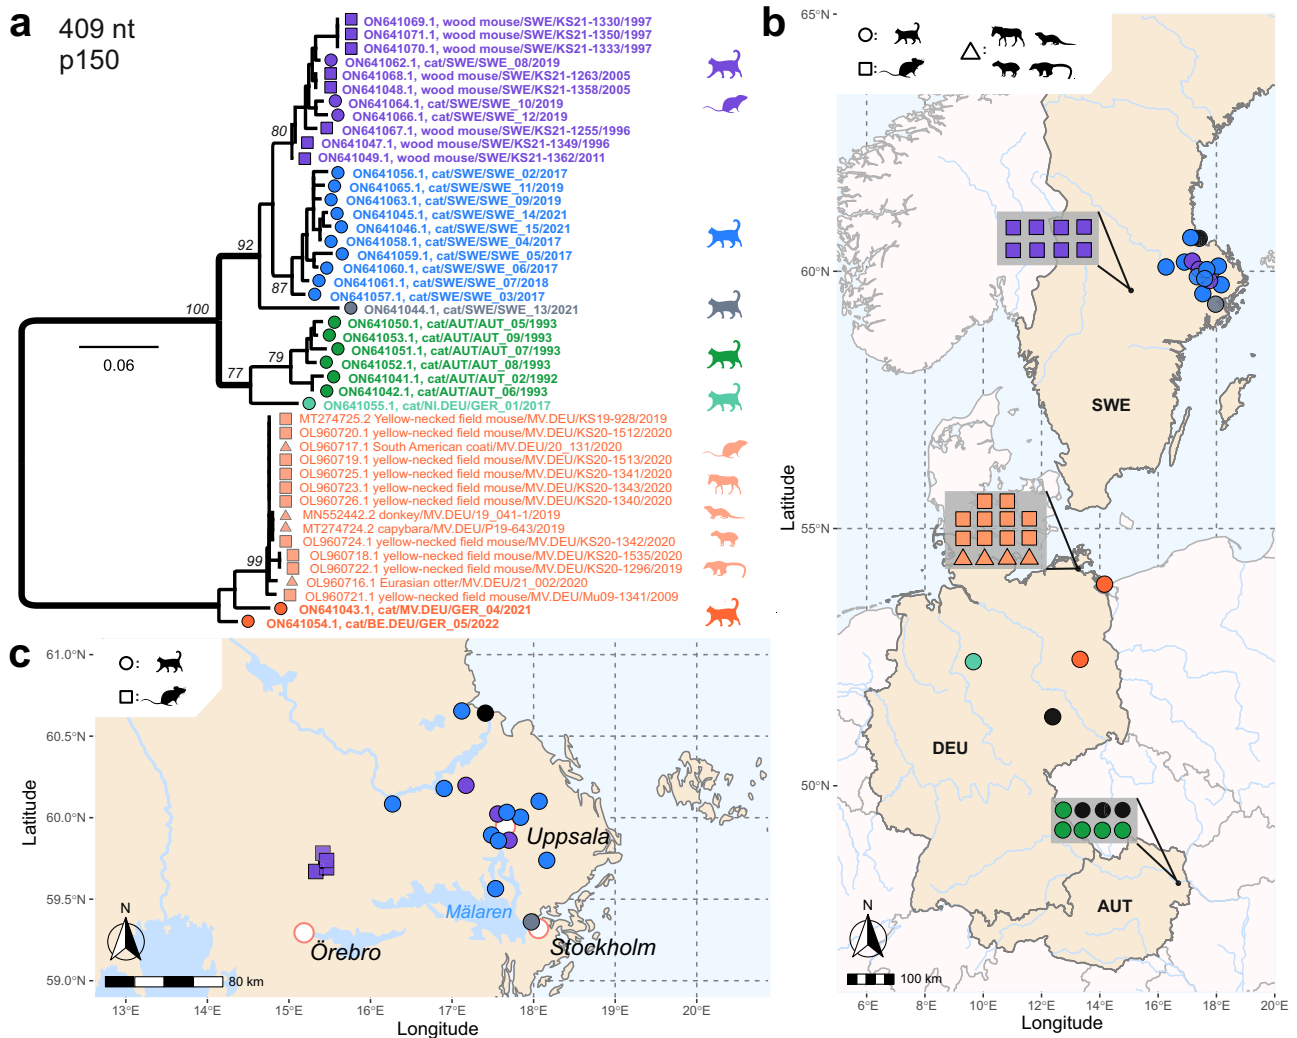 a
409 nt
p150
ON641069.1, wood mouse/SWE/KS21-1330/1997
ON641071.1, wood mouse/SWE/KS21-1350/1997
ON641070.1, wood mouse/SWE/KS21-1333/1997
ON641062.1, cat/SWE/SWE_08/2019
ON641068.1, wood mouse/SWE/KS21-1263/2005
ON641048.1, wood mouse/SWE/KS21-1358/2005
ON641064.1, cat/SWE/SWE_10/2019
ON641066.1, cat/SWE/SWE_12/2019
ON641067.1, wood mouse/SWE/KS21-1255/1996
80
ON641047.1, wood mouse/SWE/KS21-1349/1996
ON641049.1, wood mouse/SWE/KS21-1362/2011
ON641056.1, cat/SWE/SWE_02/2017
ON641065.1, cat/SWE/SWE_11/2019
ON641063.1, cat/SWE/SWE_09/2019
ON641045.1, cat/SWE/SWE_14/2021
ON641046.1, cat/SWE/SWE_15/2021
ON641058.1, cat/SWE/SWE_04/2017
92
ON641059.1, cat/SWE/SWE_05/2017
ON641060.1, cat/SWE/SWE_06/2017
ON641061.1, cat/SWE/SWE_07/2018
87
ON641057.1, cat/SWE/SWE_03/2017
100
ON641044.1, cat/SWE/SWE_13/2021
ON641050.1, cat/AUT/AUT_05/1993
ON641053.1, cat/AUT/AUT_09/1993
ON641051.1, cat/AUT/AUT_07/1993
79
ON641052.1, cat/AUT/AUT_08/1993
0.06
77
ON641041.1, cat/AUT/AUT_02/1992
ON641042.1, cat/AUT/AUT_06/1993
ON641055.1, cat/NI.DEU/GER_01/2017
MT274725.2 Yellow-necked field mouse/MV.DEU/KS19-928/2019
OL960720.1 yellow-necked field mouse/MV.DEU/KS20-1512/2020
OL960717.1 South American coati/MV.DEU/20_131/2020
OL960719.1 yellow-necked field mouse/MV.DEU/KS20-1513/2020
OL960725.1 yellow-necked field mouse/MV.DEU/KS20-1341/2020
OL960723.1 yellow-necked field mouse/MV.DEU/KS20-1343/2020
OL960726.1 yellow-necked field mouse/MV.DEU/KS20-1340/2020
MN552442.2 donkey/MV.DEU/19_041-1/2019
MT274724.2 capybara/MV.DEU/P19-643/2019
OL960724.1 yellow-necked field mouse/MV.DEU/KS20-1342/2020
OL960718.1 yellow-necked field mouse/MV.DEU/KS20-1535/2020
99
OL960722.1 yellow-necked field mouse/MV.DEU/KS20-1296/2019
OL960716.1 Eurasian otter/MV.DEU/21_002/2020
OL960721.1 yellow-necked field mouse/MV.DEU/Mu09-1341/2009
ON641043.1, cat/MV.DEU/GER_04/2021
ON641054.1, cat/BE.DEU/GER_05/2022
b
65°N
60°N
55°N
50°N
Latitude
SWE
DEU
AUT
N
100 km
6°E 8°E 10°E 12°E 14°E 16°E 18°E 20°E
Longitude
c
61.0°N
60.5°N
60.0°N
59.5°N
59.0°N
Latitude
Uppsala
Mälaren
Örebro
Stockholm
N
80 km
13°E 14°E 15°E 16°E 17°E 18°E 19°E 20°E
Longitude